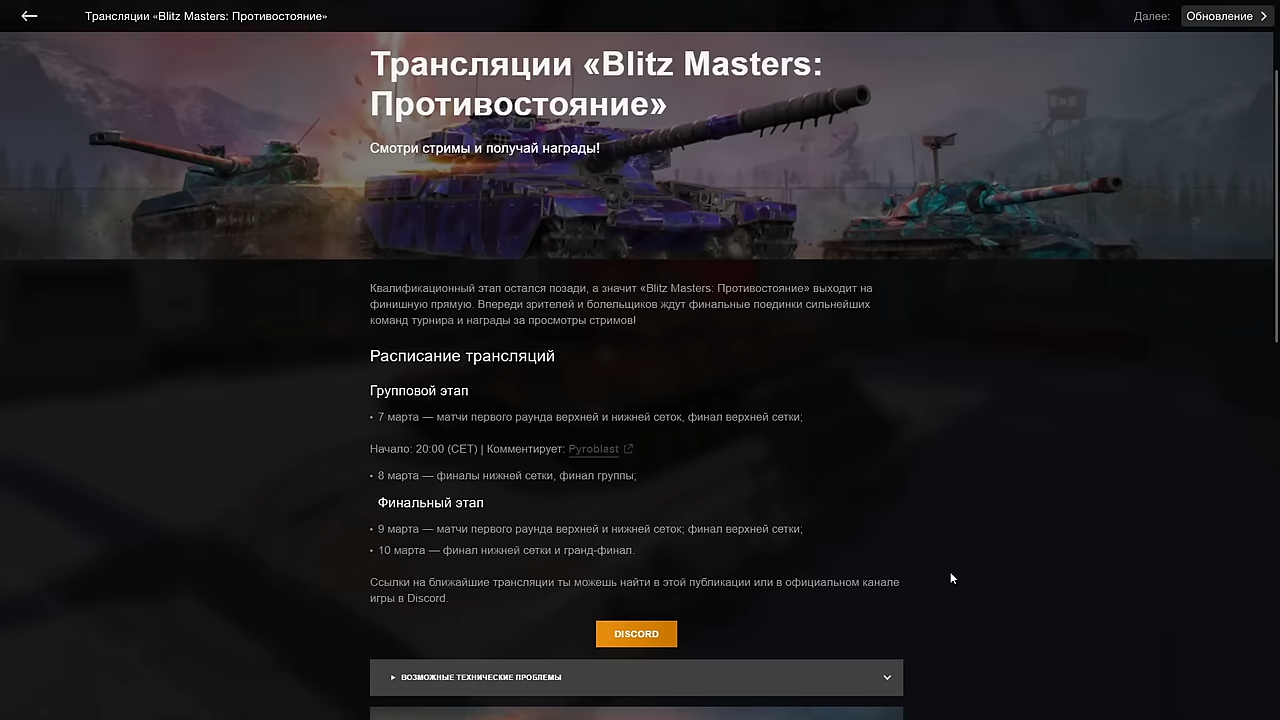 Трансляции «Blitz Masters: Противостояние»
Далее: Обновление
Трансляции «Blitz Masters:
Противостояние»
Смотри стримы и получай награды!
Квалификационный этап остался позади, а значит «Blitz Masters: Противостояние» выходит на
финишную прямую. Впереди зрителей и болельщиков ждут финальные поединки сильнейших
команд турнира и награды за просмотры стримов!
Расписание трансляций
Групповой этап
• 7 марта — матчи первого раунда верхней и нижней сеток, финал верхней сетки;
Начало: 20:00 (CET) | Комментирует: Pyroblast
• 8 марта — финалы нижней сетки, финал группы;
Финальный этап
• 9 марта — матчи первого раунда верхней и нижней сеток; финал верхней сетки;
• 10 марта — финал нижней сетки и гранд-финал.
Ссылки на ближайшие трансляции ты можешь найти в этой публикации или в официальном канале
игры в Discord.
DISCORD
ВОЗМОЖНЫЕ ТЕХНИЧЕСКИЕ ПРОБЛЕМЫ